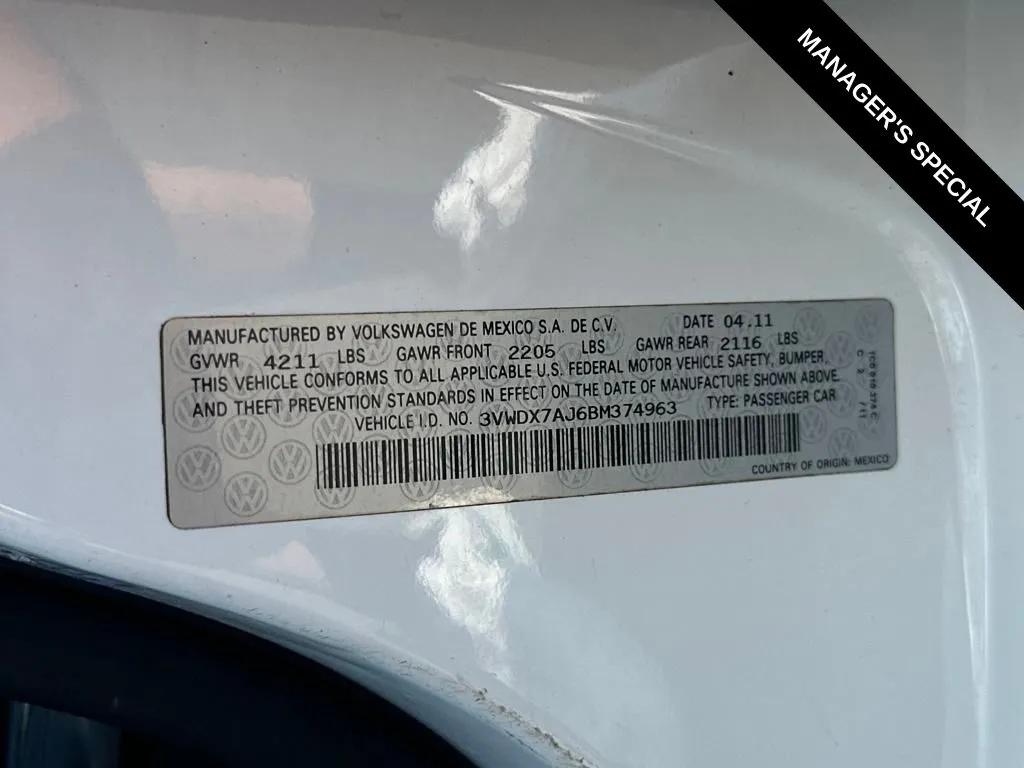 MANAGER'S SPECIAL
MANUFACTURED BY VOLKSWAGEN DE MEXICO S.A. DE C.V. DATE 04.11
GVWR 4211 LBS GAWR FRONT 2205 LBS GAWR REAR 2116 LBS
THIS VEHICLE CONFORMS TO ALL APPLICABLE U.S. FEDERAL MOTOR VEHICLE SAFETY, BUMPER,
AND THEFT PREVENTION STANDARDS IN EFFECT ON THE DATE OF MANUFACTURE SHOWN ABOVE.
VEHICLE I.D. NO. 3VWDX7AJ6BM374963 TYPE: PASSENGER CAR
COUNTRY OF ORIGIN: MEXICO